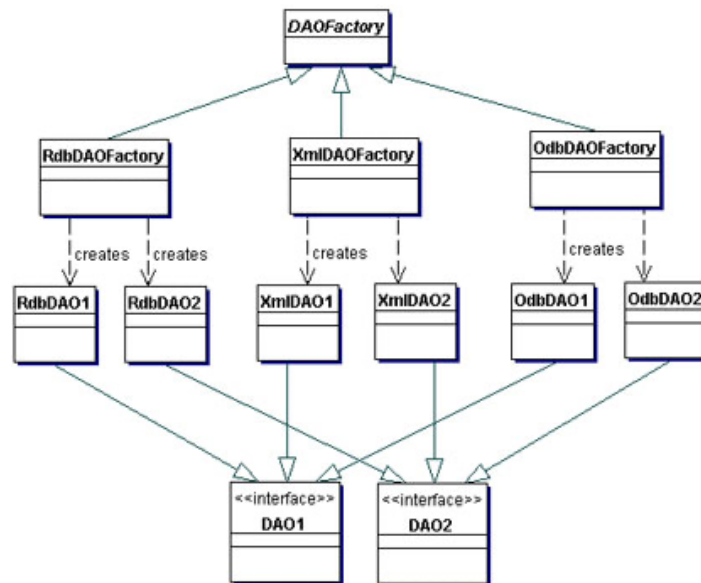 DAOFactory
RdbDAOFactory
XmlDAOFactory
OdbDAOFactory
creates
creates
creates
creates
RdbDAO1
RdbDAO2
XmlDAO1
XmlDAO2
OdbDAO1
OdbDAO2
<<interface>>
DAO1
<<interface>>
DAO2